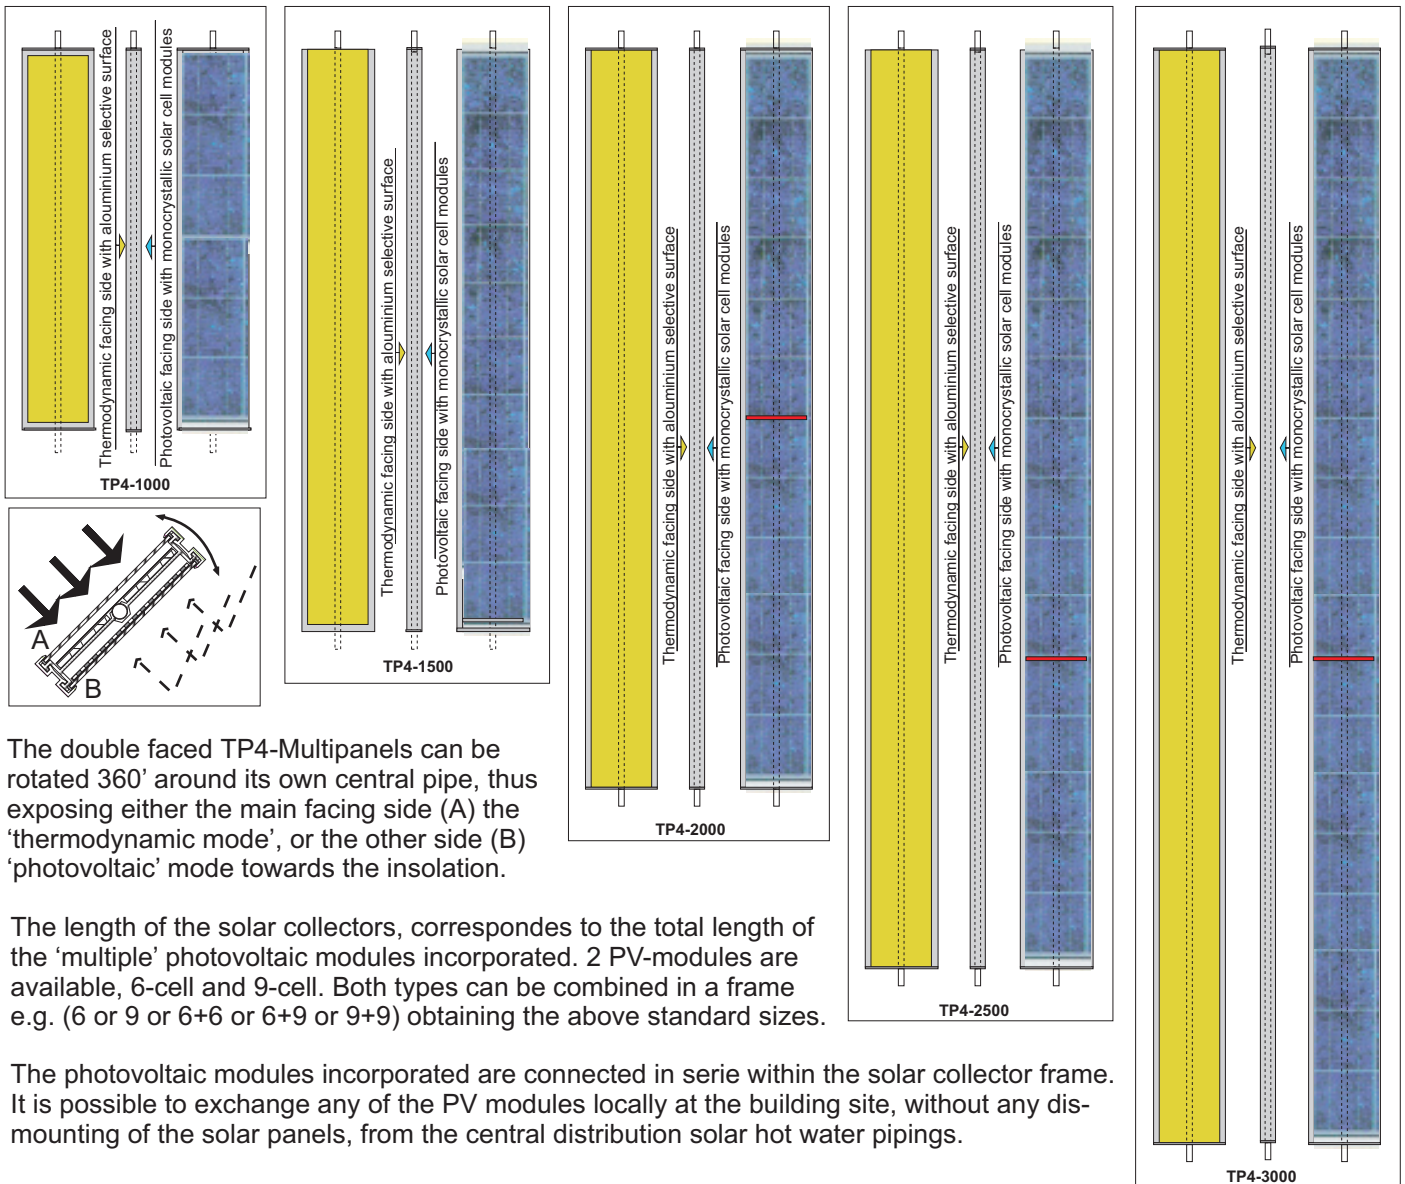 Thermodynamic facing side with alouminium selective surface
Photovoltaic facing side with monocrystallic solar cell modules
TP4-1000
Thermodynamic facing side with alouminium selective surface
Photovoltaic facing side with monocrystallic solar cell modules
TP4-1500
Thermodynamic facing side with alouminium selective surface
Photovoltaic facing side with monocrystallic solar cell modules
TP4-2000
Thermodynamic facing side with alouminium selective surface
Photovoltaic facing side with monocrystallic solar cell modules
TP4-2500
Thermodynamic facing side with alouminium selective surface
Photovoltaic facing side with monocrystallic solar cell modules
TP4-3000
A
B
The double faced TP4-Multipanels can be
rotated 360' around its own central pipe, thus
exposing either the main facing side (A) the
‘thermodynamic mode’, or the other side (B)
‘photovoltaic’ mode towards the insolation.
The length of the solar collectors, correspondes to the total length of
the ‘multiple’ photovoltaic modules incorporated. 2 PV-modules are
available, 6-cell and 9-cell. Both types can be combined in a frame
e.g. (6 or 9 or 6+6 or 6+9 or 9+9) obtaining the above standard sizes.
The photovoltaic modules incorporated are connected in serie within the solar collector frame.
It is possible to exchange any of the PV modules locally at the building site, without any dis-
mounting of the solar panels, from the central distribution solar hot water pipings.